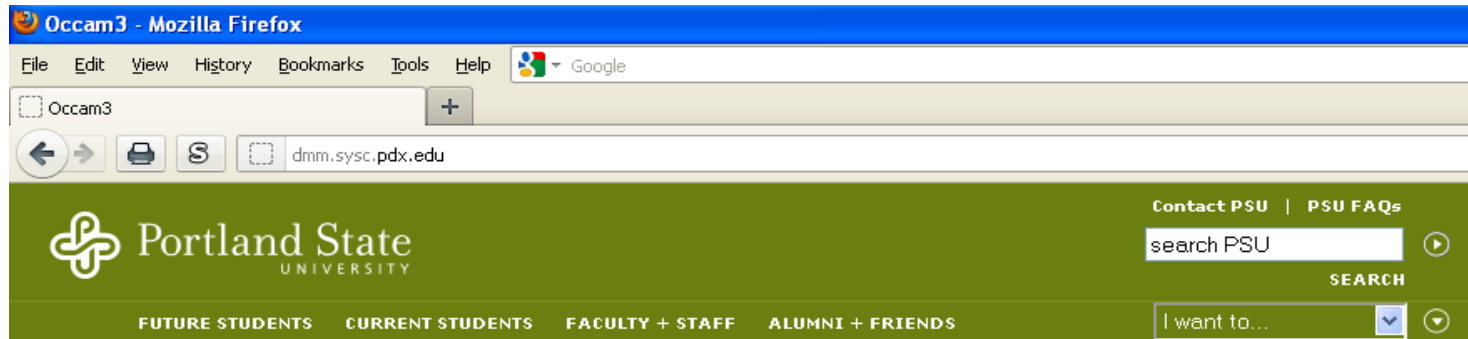 Occam3 - Mozilla Firefox
File Edit View History Bookmarks Tools Help Google
Occam3 +
S dmm.sysc.pdx.edu
Contact PSU | PSU FAQs
Portland State
UNIVERSITY
search PSU
SEARCH
FUTURE STUDENTS CURRENT STUDENTS FACULTY + STAFF ALUMNI + FRIENDS I want to...